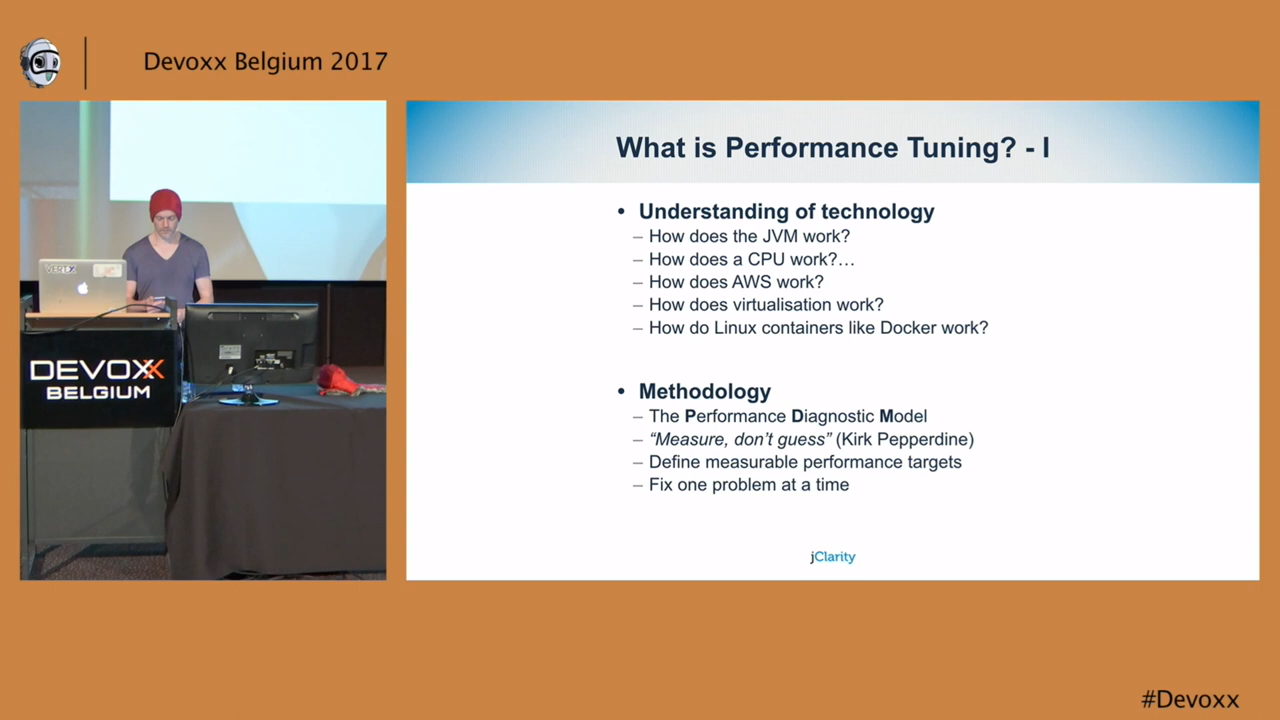 Devoxx Belgium 2017
VERT.X
DEVOXX
BELGIUM
What is Performance Tuning? - I
• Understanding of technology
– How does the JVM work?
– How does a CPU work?…
– How does AWS work?
– How does virtualisation work?
– How do Linux containers like Docker work?
• Methodology
– The Performance Diagnostic Model
– “Measure, don’t guess” (Kirk Pepperdine)
– Define measurable performance targets
– Fix one problem at a time
jClarity
#Devoxx